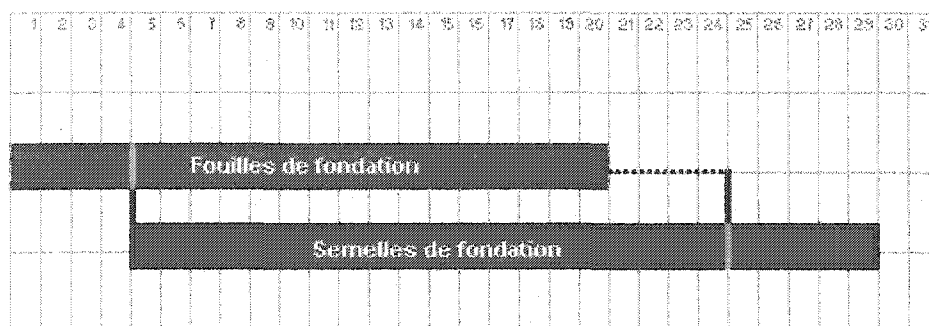 1 2 3 4 5 6 7 8 9 10 11 12 13 14 15 16 17 18 19 20 21 22 23 24 25 26 27 28 29 30
Fouilles de fondation
Semelles de fondation